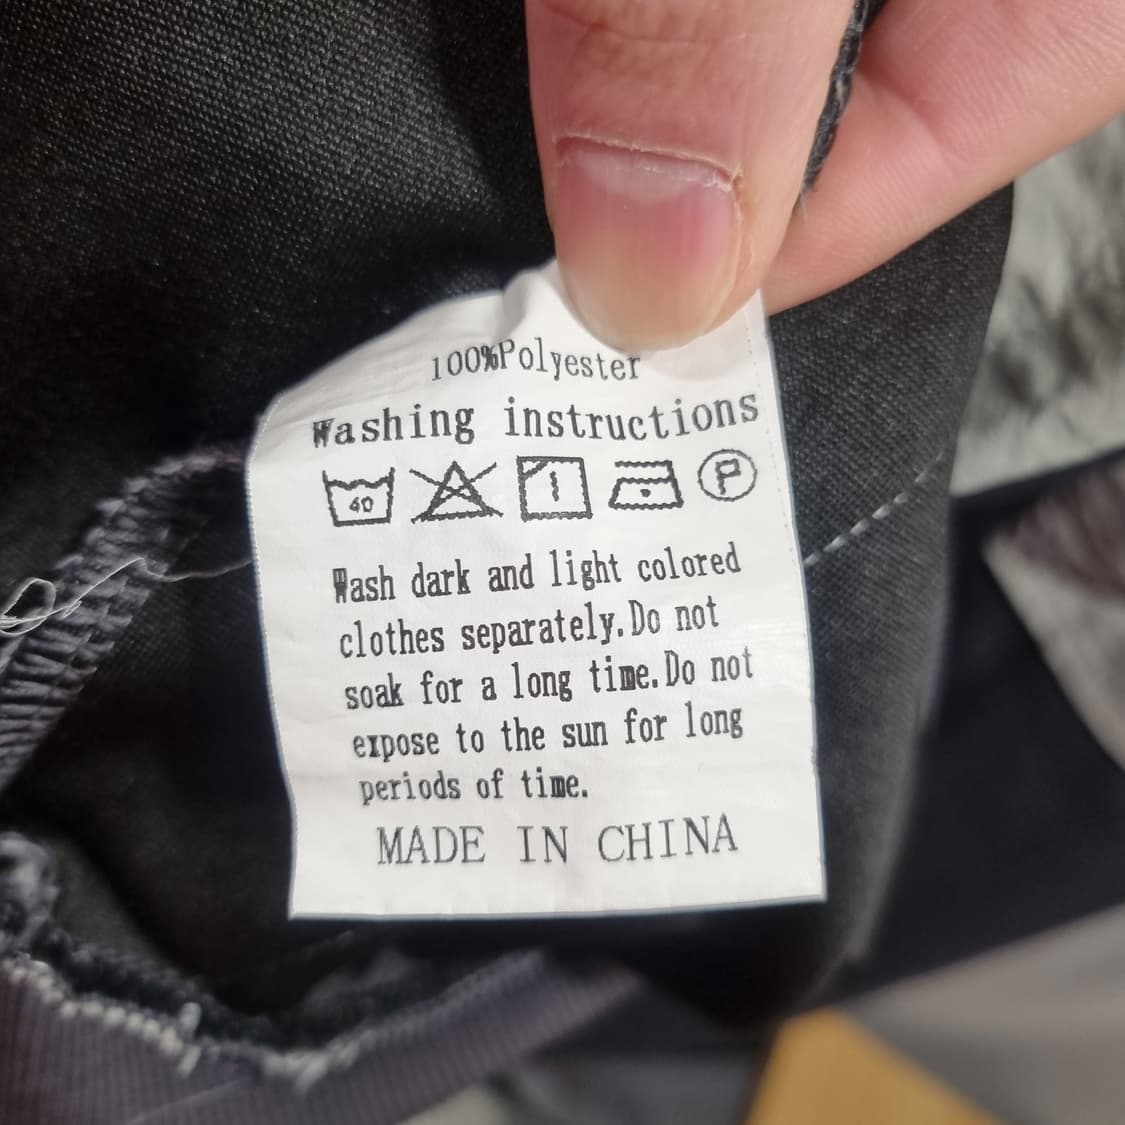 100%Polyester
Washing instructions
40 P
Wash dark and light colored
clothes separately.Do not
soak for a long time.Do not
expose to the sun for long
periods of time.
MADE IN CHINA